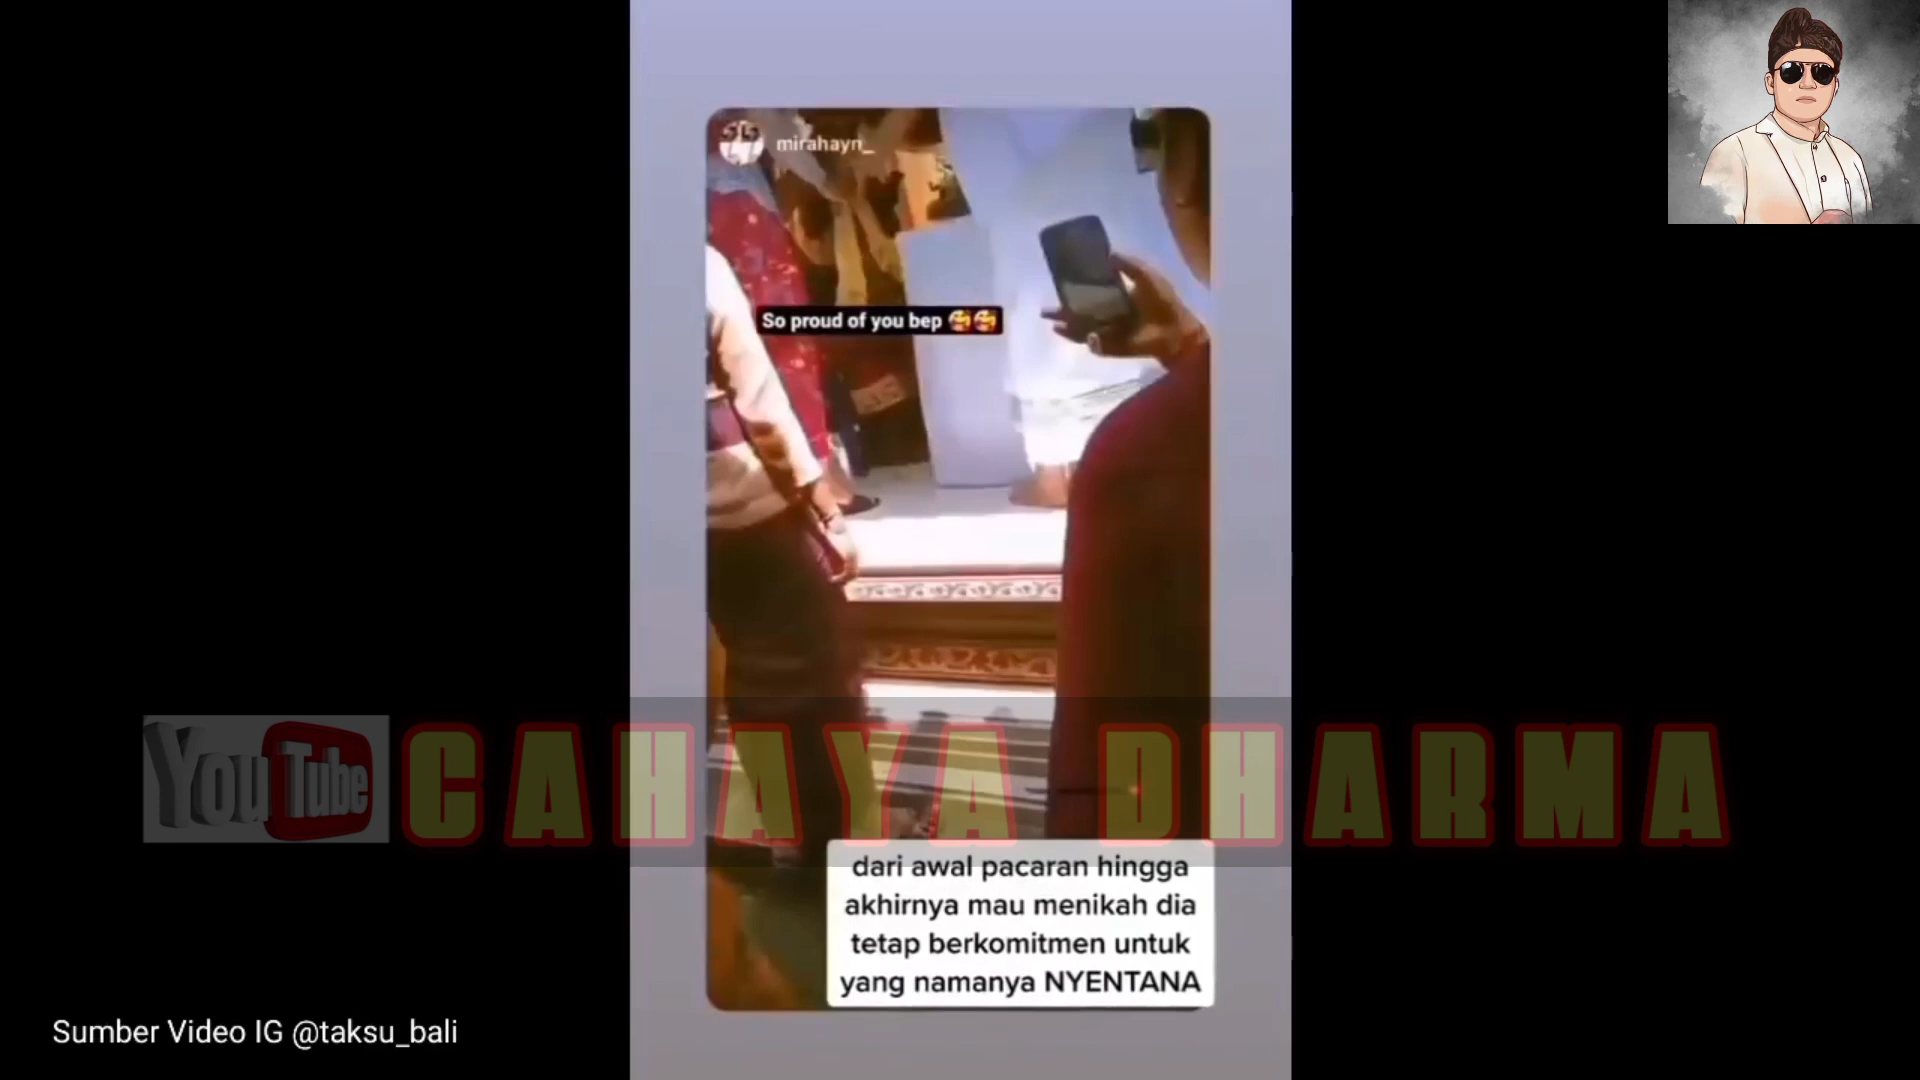 mirahayn_
So proud of you bep 🥰🥰
YouTube
CAHAYA DHARMA
dari awal pacaran hingga
akhirnya mau menikah dia
tetap berkomitmen untuk
yang namanya NYENTANA
Sumber Video IG @taksu_bali